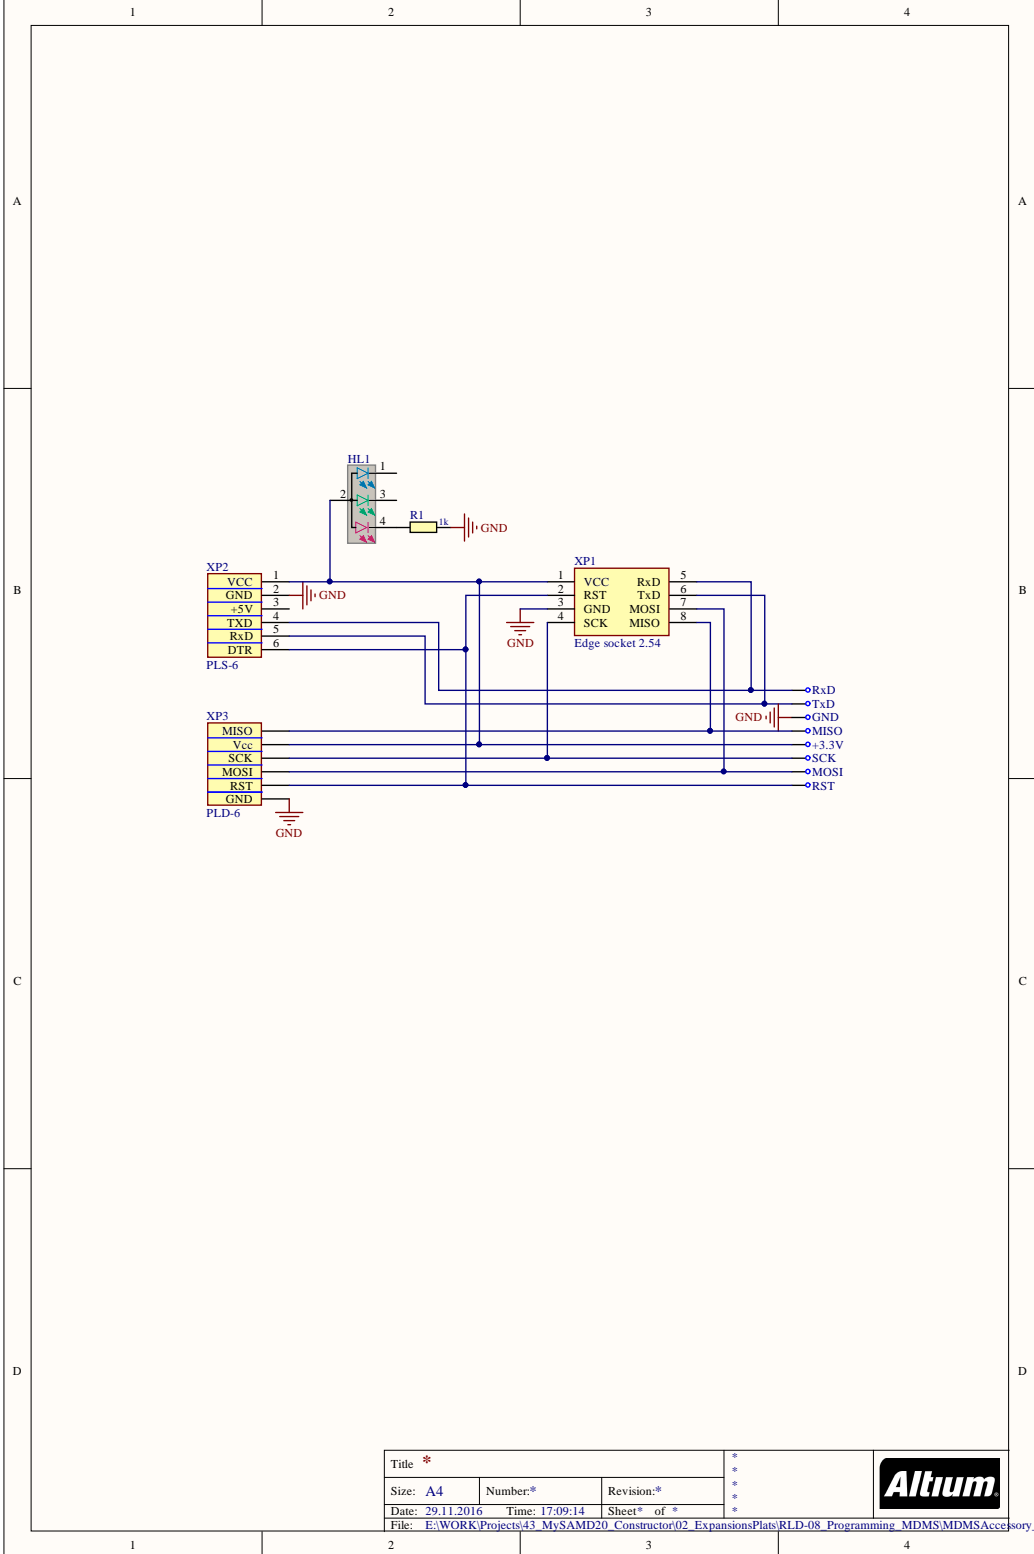 1 2 3 4
A A
HL1
1
2 3
4 R1 1k GND
XP2 XP1
B B
VCC 1 1 VCC RxD 5
GND 2 GND 2 RST TxD 6
+5V 3 3 GND MOSI 7
TXD 4 4 SCK MISO 8
RxD 5
DTR 6 GND Edge socket 2.54
PLS-6
RxD
TxD
XP3 GND GND
MISO MISO
Vcc +3.3V
SCK SCK
MOSI MOSI
RST RST
GND
PLD-6
GND
C C
D D
Title * *
*
Size: A4 Number:* Revision:* *
*
Date: 29.11.2016 Time: 17:09:14 Sheet* of * *
Altium
File: E:\WORK\Projects\43_MySAMD20_Constructor\02_ExpansionsPlats\RLD-08_Programming_MDMS\MDMSAccessory_
1 2 3 4